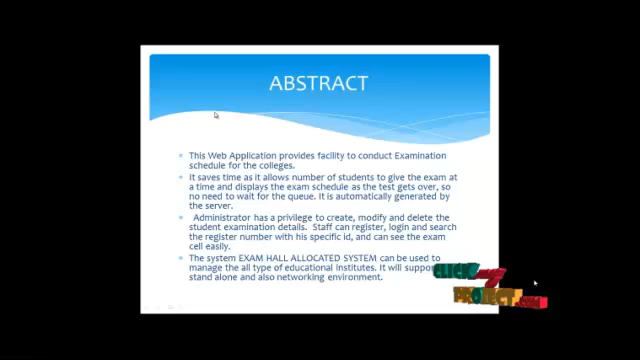 ABSTRACT
This Web Application provides facility to conduct Examination
schedule for the colleges.
It saves time as it allows number of students to give the exam at
a time and displays the exam schedule as the test gets over, so
no need to wait for the queue. It is automatically generated by
the server.
Administrator has a privilege to create, modify and delete the
student examination details. Staff can register, login and search
the register number with his specific id, and can see the exam
cell easily.
The system EXAM HALL ALLOCATED SYSTEM can be used to
manage the all type of educational institutes. It will support
stand alone and also networking environment.
CLICK
PROJECT.com